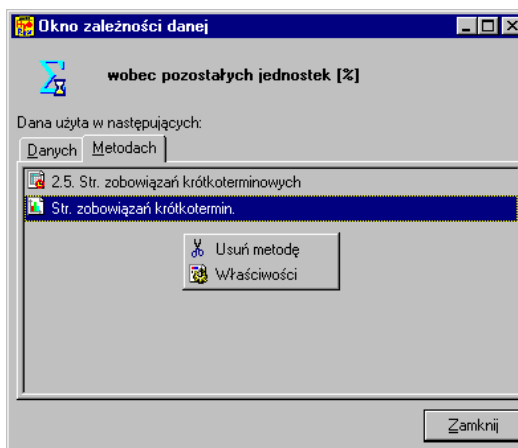 Okno zależności danej
wobec pozostałych jednostek [%]
Dana użyta w następujących:
Danych Metodach
2.5. Str. zobowiązań krótkoterminowych
Str. zobowiązań krótkotermin.
Usuń metodę
Właściwości
Zamknij